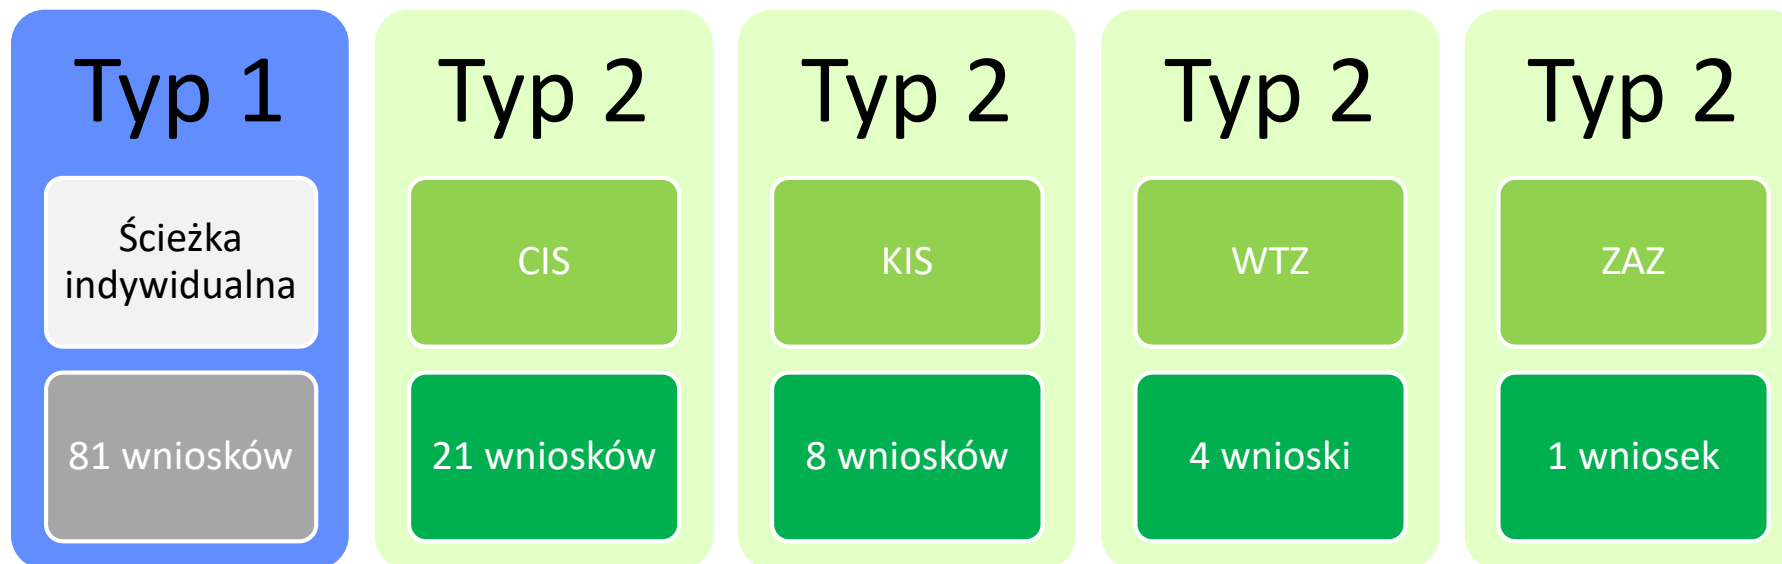 Typ 1
Ścieżka
indywidualna
81 wniosków
Typ 2
CIS
21 wniosków
Typ 2
KIS
8 wniosków
Typ 2
WTZ
4 wnioski
Typ 2
ZAZ
1 wniosek